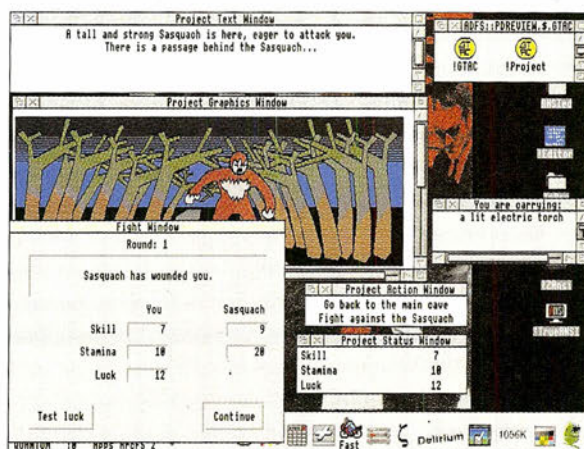 Project Text Window
A tall and strong Sasquach is here, eager to attack you.
There is a passage behind the Sasquach...
ADFS::PDREVIEW.$.GTAC
!GTAC !Project
Project Graphics Window
You are carrying:
a lit electric torch
Fight Window
Round: 1
Sasquach has wounded you.
You Sasquach
Skill 7 9
Stamina 10 20
Luck 12
Test luck Continue
Project Action Window
Go back to the main cave
Fight against the Sasquach
Project Status Window
Skill 7
Stamina 10
Luck 12
Apps
Fast Delirium 1056K